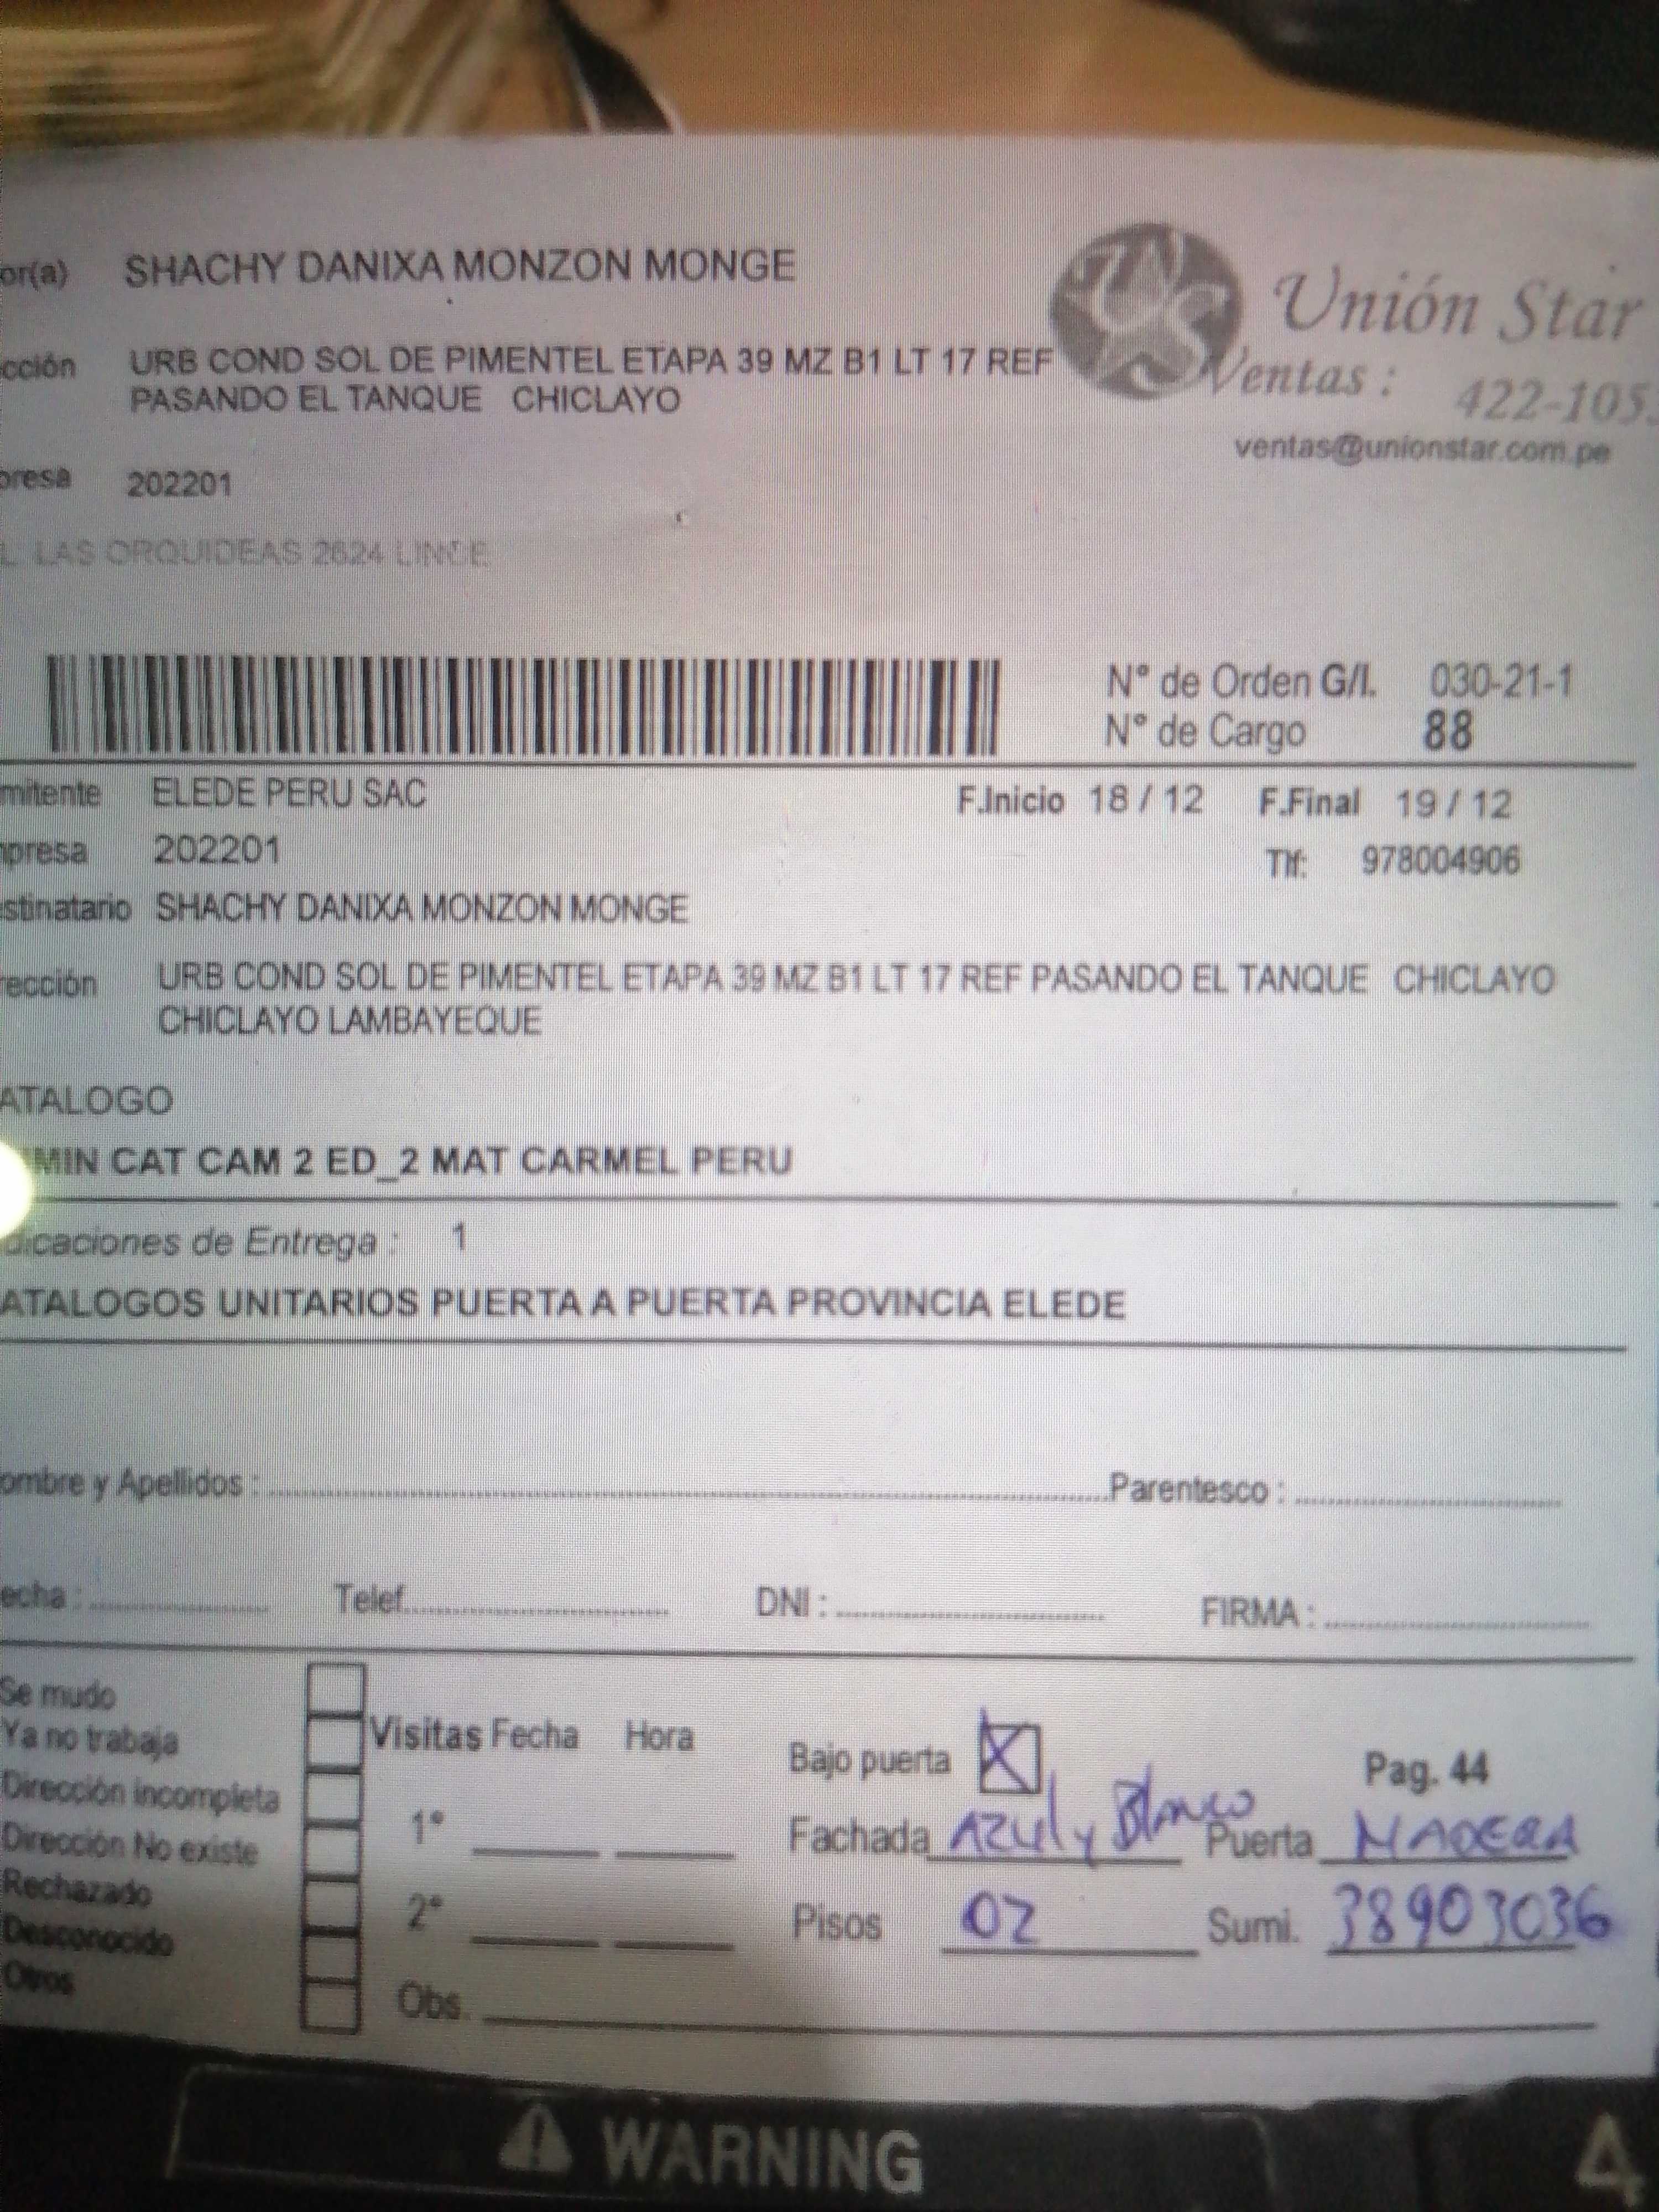 or(a) SHACHY DANIXA MONZON MONGE
Unión Star
cción URB COND SOL DE PIMENTEL ETAPA 39 MZ B1 LT 17 REF
PASANDO EL TANQUE CHICLAYO
Ventas : 422-105
ventas@unionstar.com.pe
presa 202201
LAS ORQUIDEAS 2624 LINCE
N° de Orden G/I. 030-21-1
N° de Cargo 88
mitente ELEDE PERU SAC
F.Inicio 18 / 12 F.Final 19 / 12
presa 202201
Tlf: 978004906
stinatario SHACHY DANIXA MONZON MONGE
rección URB COND SOL DE PIMENTEL ETAPA 39 MZ B1 LT 17 REF PASANDO EL TANQUE CHICLAYO
CHICLAYO LAMBAYEQUE
ATALOGO
MIN CAT CAM 2 ED_2 MAT CARMEL PERU
dicaciones de Entrega : 1
ATALOGOS UNITARIOS PUERTA A PUERTA PROVINCIA ELEDE
ombre y Apellidos : Parentesco :
echa : Telef. DNI : FIRMA :
Se mudo
Ya no trabaja
Dirección incompleta
Dirección No existe
Rechazado
Desconocido
Otros
Visitas Fecha Hora
1°
2°
Obs.
Bajo puerta X Pag. 44
Fachada AZUL y Blanco Puerta MADERA
Pisos 02 Sumi. 38903036
WARNING
4